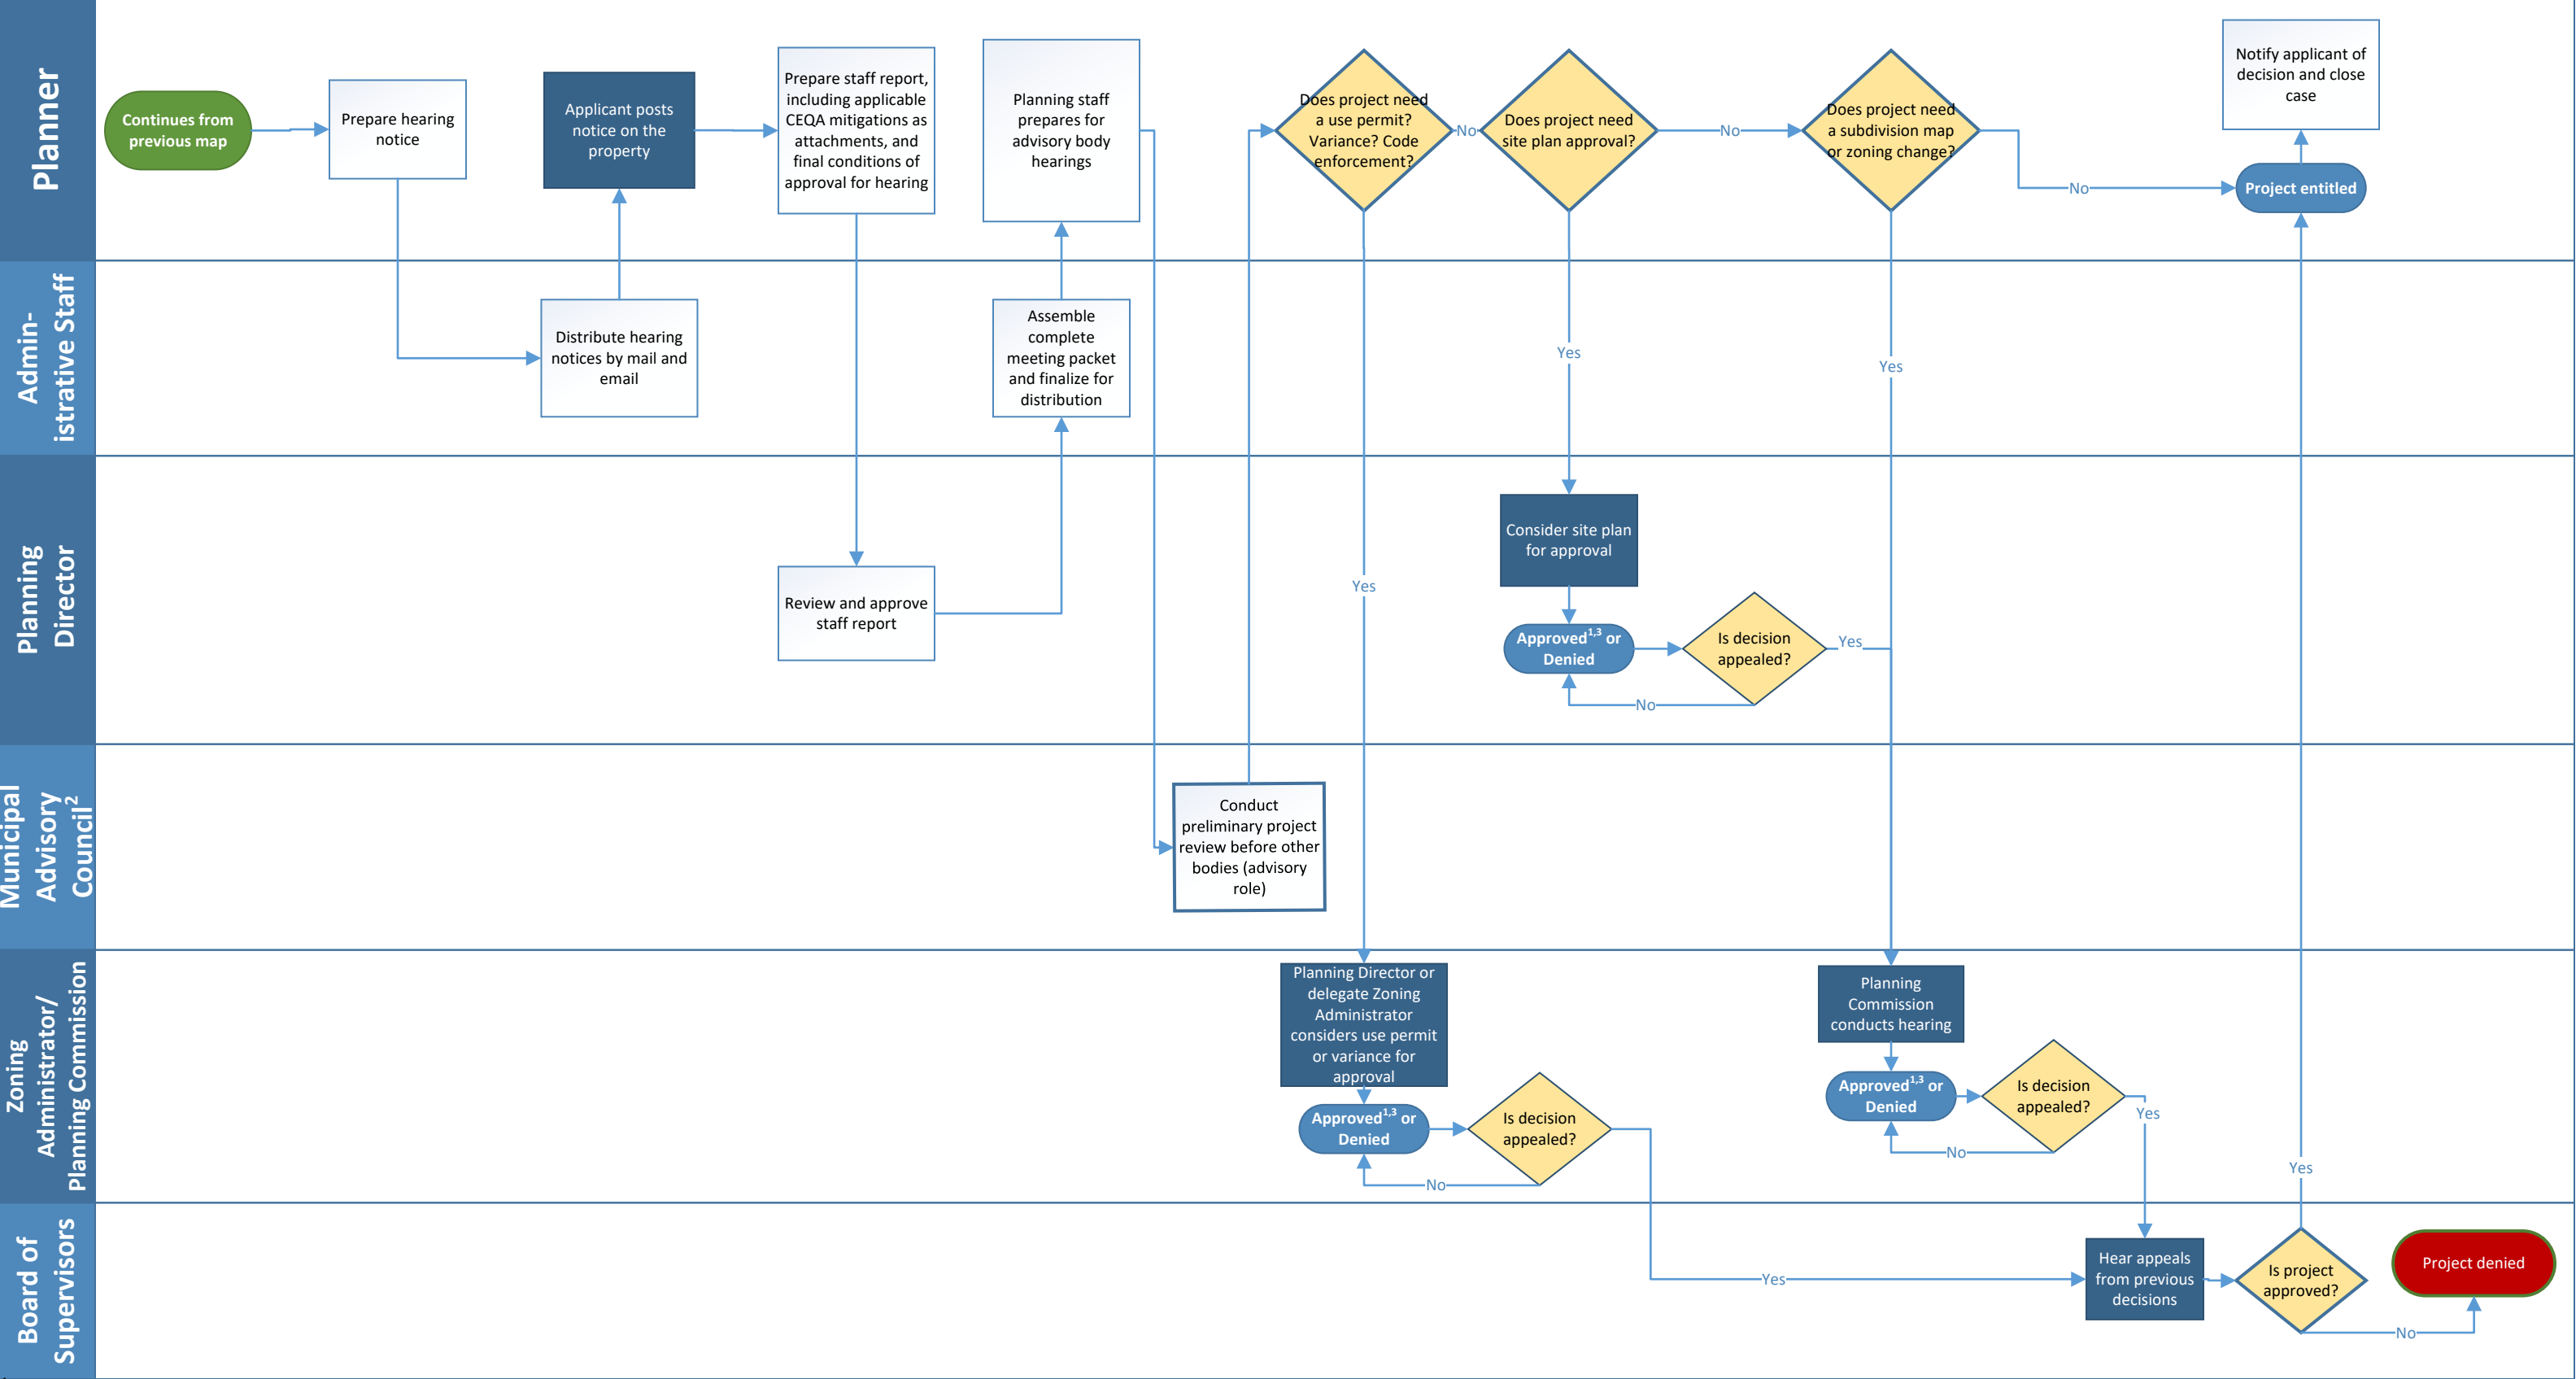 Planner
Continues from
previous map
Prepare hearing
notice
Applicant posts
notice on the
property
Prepare staff report,
including applicable
CEQA mitigations as
attachments, and
final conditions of
approval for hearing
Planning staff
prepares for
advisory body
hearings
Does project need
a use permit?
Variance? Code
enforcement?
No
Does project need
site plan approval?
No
Does project need
a subdivision map
or zoning change?
No
Notify applicant of
decision and close
case
Project entitled
Admin-
istrative Staff
Distribute hearing
notices by mail and
email
Assemble
complete
meeting packet
and finalize for
distribution
Yes
Yes
Planning
Director
Review and approve
staff report
Yes
Consider site plan
for approval
Approved1,3 or
Denied
Is decision
appealed?
Yes
No
Municipal
Advisory
Council2
Conduct
preliminary project
review before other
bodies (advisory
role)
Zoning
Administrator/
Planning Commission
Planning Director or
delegate Zoning
Administrator
considers use permit
or variance for
approval
Approved1,3 or
Denied
Is decision
appealed?
No
Planning
Commission
conducts hearing
Approved1,3 or
Denied
Is decision
appealed?
Yes
No
Yes
Board of
Supervisors
Yes
Hear appeals
from previous
decisions
Is project
approved?
No
Project denied